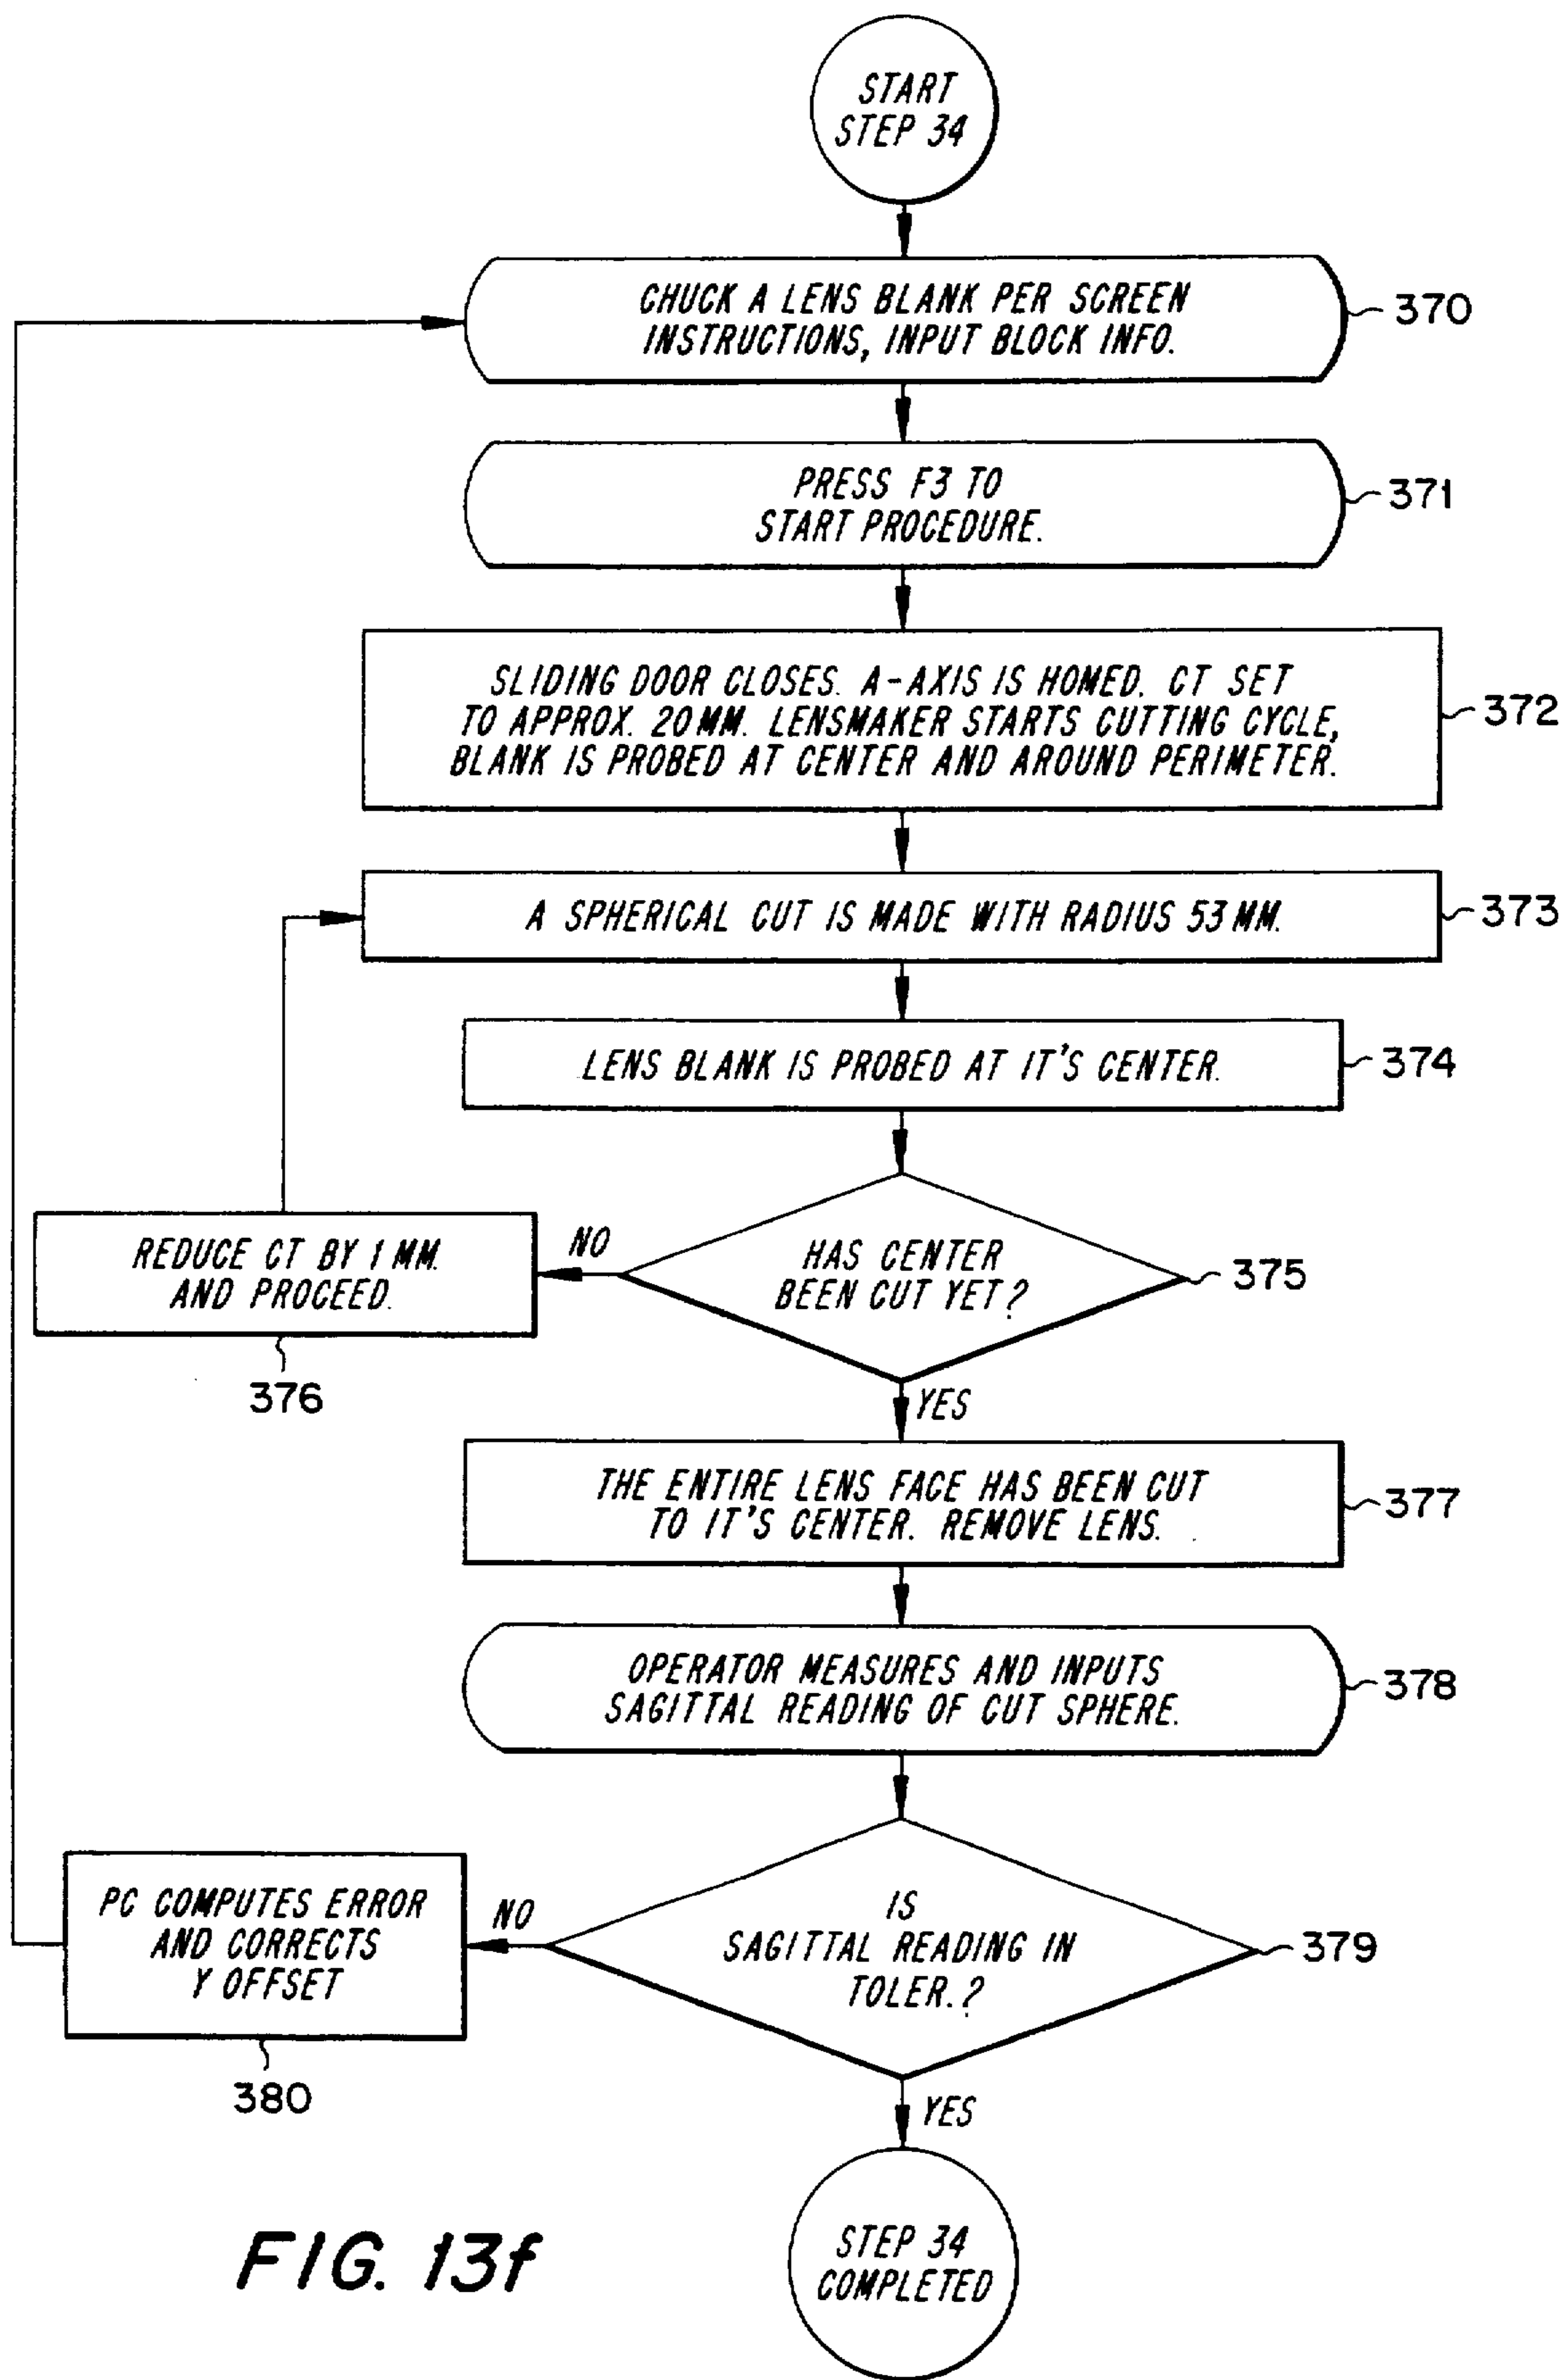 START
STEP 34
CHUCK A LENS BLANK PER SCREEN
INSTRUCTIONS, INPUT BLOCK INFO.
370
PRESS F3 TO
START PROCEDURE.
371
SLIDING DOOR CLOSES. A-AXIS IS HOMED. CT SET
TO APPROX. 20MM. LENSMAKER STARTS CUTTING CYCLE,
BLANK IS PROBED AT CENTER AND AROUND PERIMETER.
372
A SPHERICAL CUT IS MADE WITH RADIUS 53 MM.
373
LENS BLANK IS PROBED AT IT'S CENTER.
374
HAS CENTER
BEEN CUT YET?
375
NO
REDUCE CT BY 1 MM.
AND PROCEED.
376
YES
THE ENTIRE LENS FACE HAS BEEN CUT
TO IT'S CENTER. REMOVE LENS.
377
OPERATOR MEASURES AND INPUTS
SAGITTAL READING OF CUT SPHERE.
378
IS
SAGITTAL READING IN
TOLER.?
379
NO
PC COMPUTES ERROR
AND CORRECTS
Y OFFSET
380
YES
STEP 34
COMPLETED
FIG. 13f